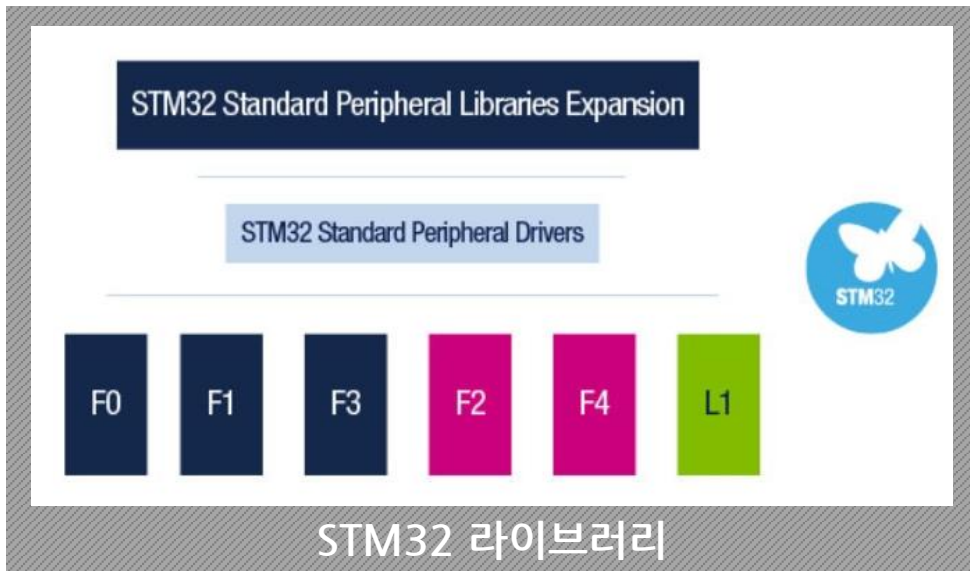 STM32 Standard Peripheral Libraries Expansion
STM32 Standard Peripheral Drivers
STM32
F0 F1 F3 F2 F4 L1
STM32 라이브러리